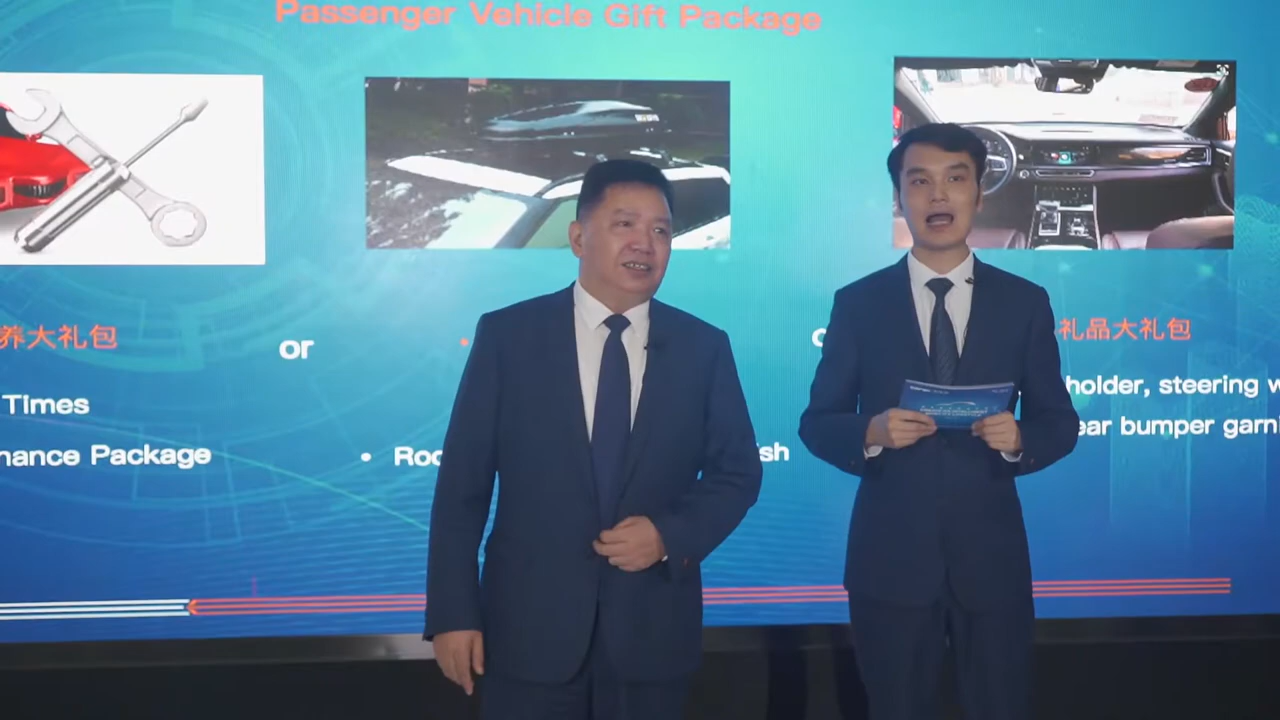 Passenger Vehicle Gift Package
养大礼包
or
礼品大礼包
Times
holder, steering w
nance Package
• Roo
sh
ear bumper garni